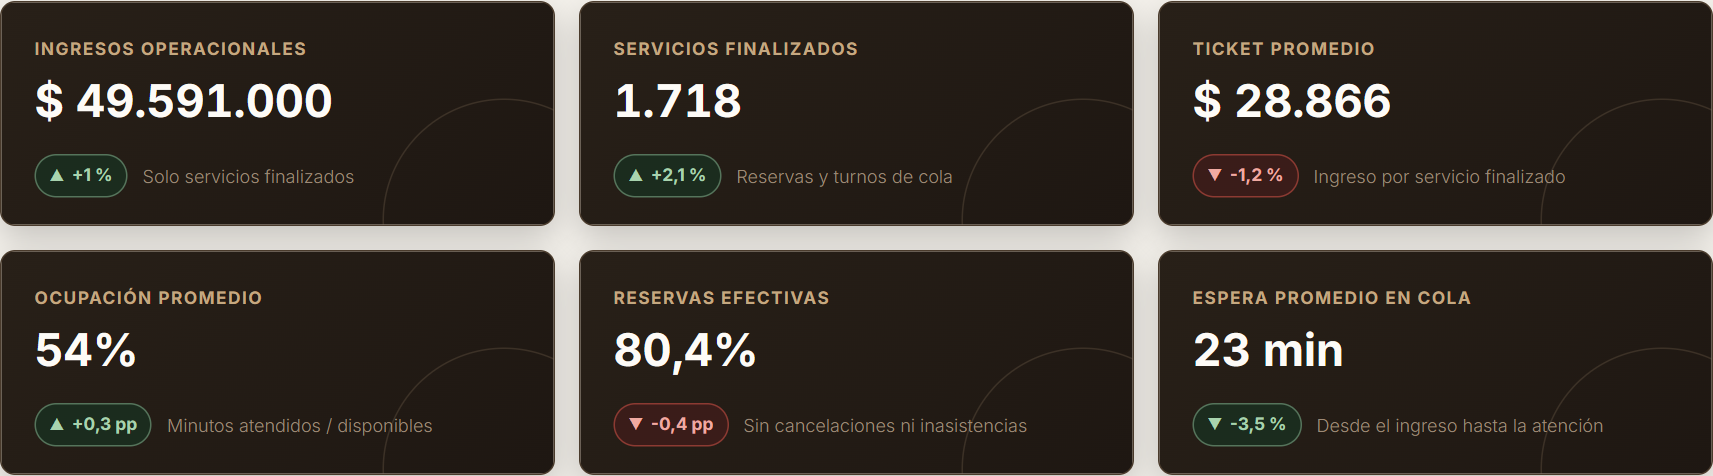 INGRESOS OPERACIONALES
$ 49.591.000
▲ +1 % Solo servicios finalizados
SERVICIOS FINALIZADOS
1.718
▲ +2,1 % Reservas y turnos de cola
TICKET PROMEDIO
$ 28.866
▼ -1,2 % Ingreso por servicio finalizado
OCUPACIÓN PROMEDIO
54%
▲ +0,3 pp Minutos atendidos / disponibles
RESERVAS EFECTIVAS
80,4%
▼ -0,4 pp Sin cancelaciones ni inasistencias
ESPERA PROMEDIO EN COLA
23 min
▼ -3,5 % Desde el ingreso hasta la atención